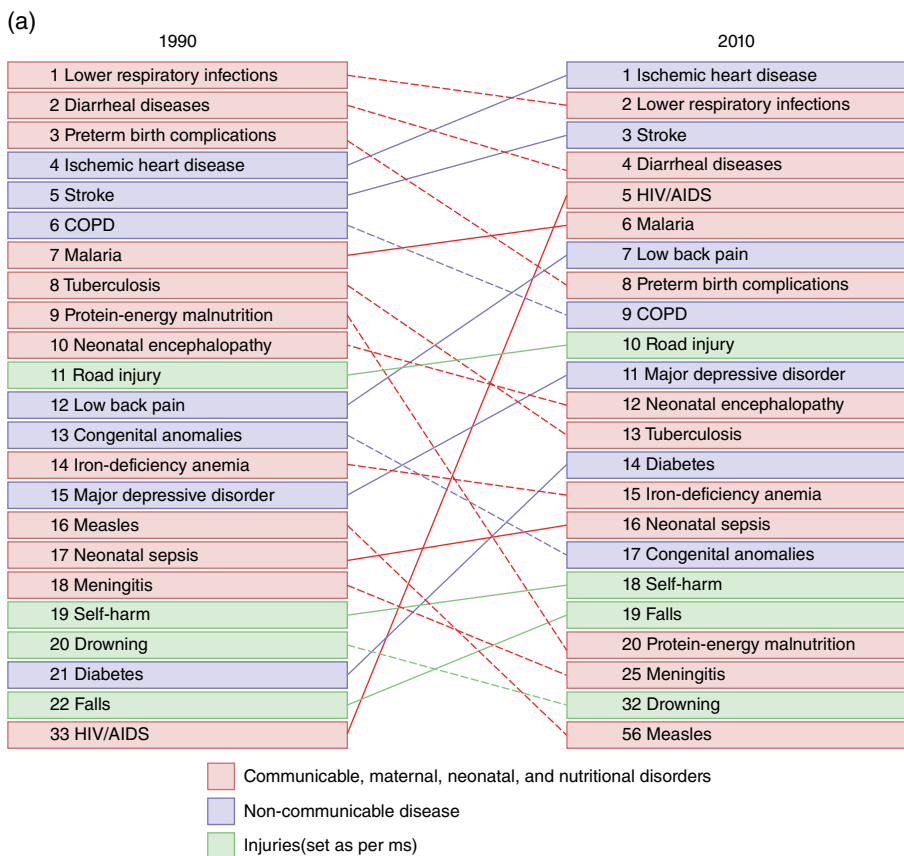 (a)
1990
1 Lower respiratory infections
2 Diarrheal diseases
3 Preterm birth complications
4 Ischemic heart disease
5 Stroke
6 COPD
7 Malaria
8 Tuberculosis
9 Protein-energy malnutrition
10 Neonatal encephalopathy
11 Road injury
12 Low back pain
13 Congenital anomalies
14 Iron-deficiency anemia
15 Major depressive disorder
16 Measles
17 Neonatal sepsis
18 Meningitis
19 Self-harm
20 Drowning
21 Diabetes
22 Falls
33 HIV/AIDS
2010
1 Ischemic heart disease
2 Lower respiratory infections
3 Stroke
4 Diarrheal diseases
5 HIV/AIDS
6 Malaria
7 Low back pain
8 Preterm birth complications
9 COPD
10 Road injury
11 Major depressive disorder
12 Neonatal encephalopathy
13 Tuberculosis
14 Diabetes
15 Iron-deficiency anemia
16 Neonatal sepsis
17 Congenital anomalies
18 Self-harm
19 Falls
20 Protein-energy malnutrition
25 Meningitis
32 Drowning
56 Measles
Communicable, maternal, neonatal, and nutritional disorders
Non-communicable disease
Injuries(set as per ms)